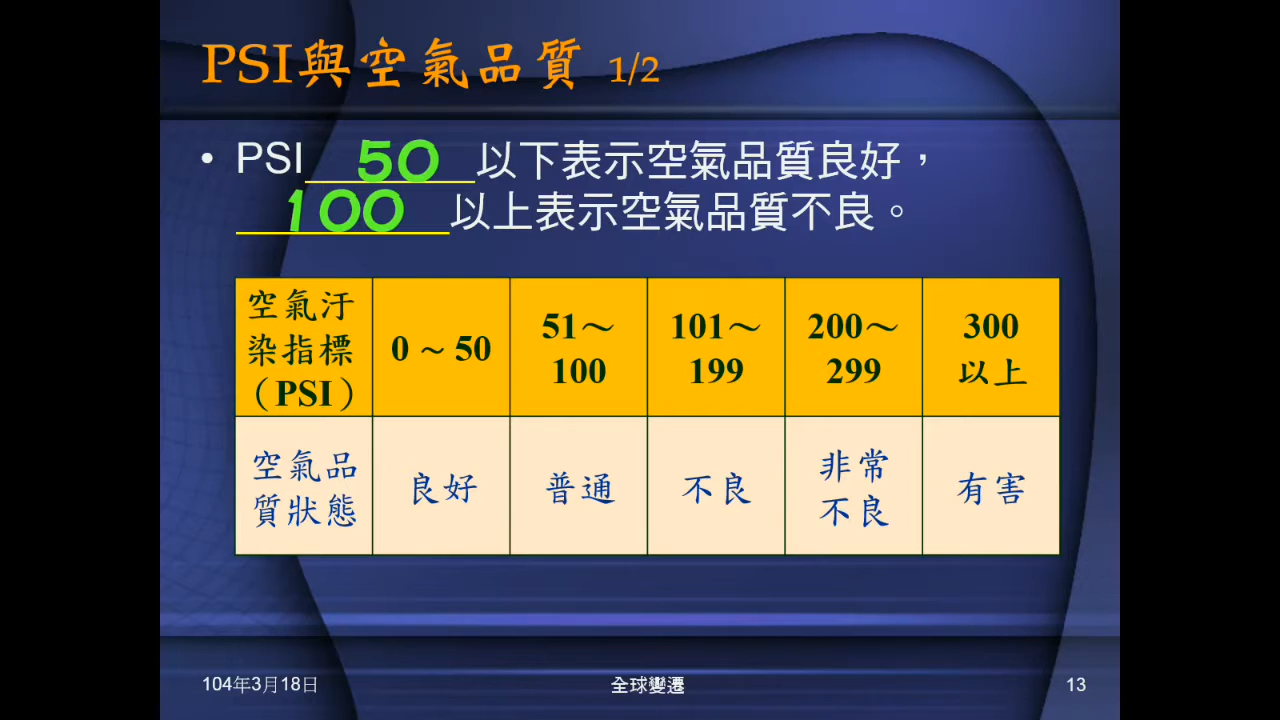 PSI與空氣品質 1/2
• PSI 50 以下表示空氣品質良好，
100 以上表示空氣品質不良。
空氣汙
染指標
（PSI）
0 ~ 50
51～
100
101～
199
200～
299
300
以上
空氣品
質狀態
良好
普通
不良
非常
不良
有害
104年3月18日
全球變遷
13